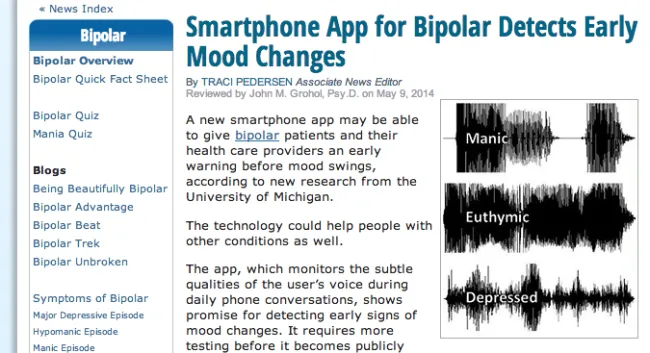 « News Index
Bipolar
Bipolar Overview
Bipolar Quick Fact Sheet
Bipolar Quiz
Mania Quiz
Blogs
Being Beautifully Bipolar
Bipolar Advantage
Bipolar Beat
Bipolar Trek
Bipolar Unbroken
Symptoms of Bipolar
Major Depressive Episode
Hypomanic Episode
Manic Episode
Smartphone App for Bipolar Detects Early
Mood Changes
By TRACI PEDERSEN Associate News Editor
Reviewed by John M. Grohol, Psy.D. on May 9, 2014
A new smartphone app may be able
to give bipolar patients and their
health care providers an early
warning before mood swings,
according to new research from the
University of Michigan.
The technology could help people with
other conditions as well.
The app, which monitors the subtle
qualities of the user's voice during
daily phone conversations, shows
promise for detecting early signs of
mood changes. It requires more
testing before it becomes publicly
Manic
Euthymic
Depressed